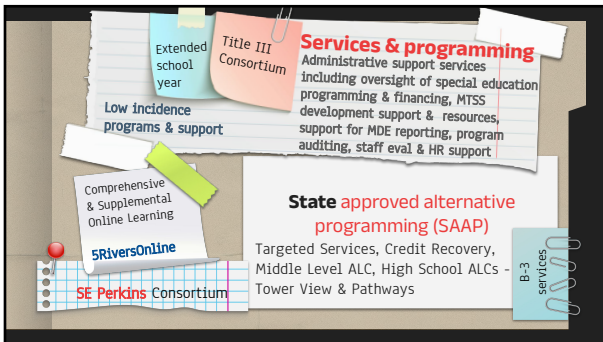 Extended
school
year
Title III
Consortium
Services & programming
Administrative support services
including oversight of special education
programming & financing, MTSS
development support & resources,
support for MDE reporting, program
auditing, staff eval & HR support
Low incidence
programs & support
Comprehensive
& Supplemental
Online Learning
5RiversOnline
SE Perkins Consortium
State approved alternative
programming (SAAP)
Targeted Services, Credit Recovery,
Middle Level ALC, High School ALCs -
Tower View & Pathways
B-3
services